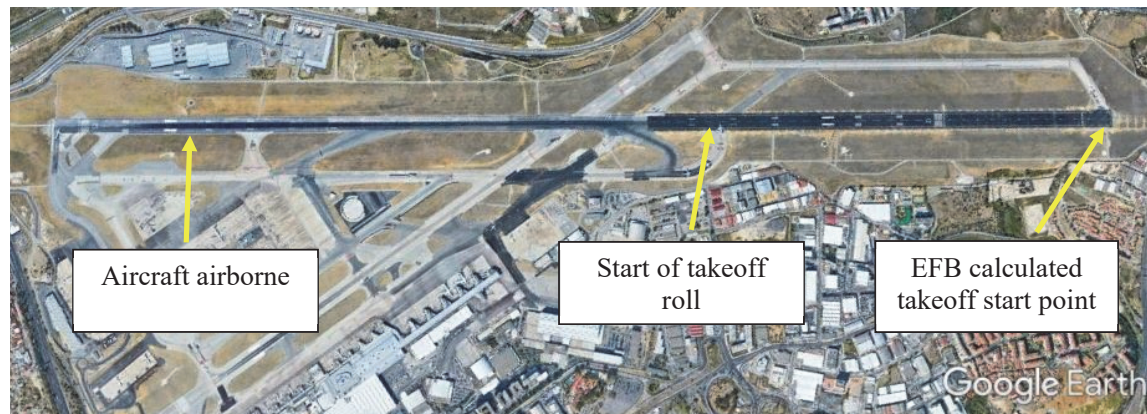 Aircraft airborne
Start of takeoff
roll
EFB calculated
takeoff start point
Google Earth